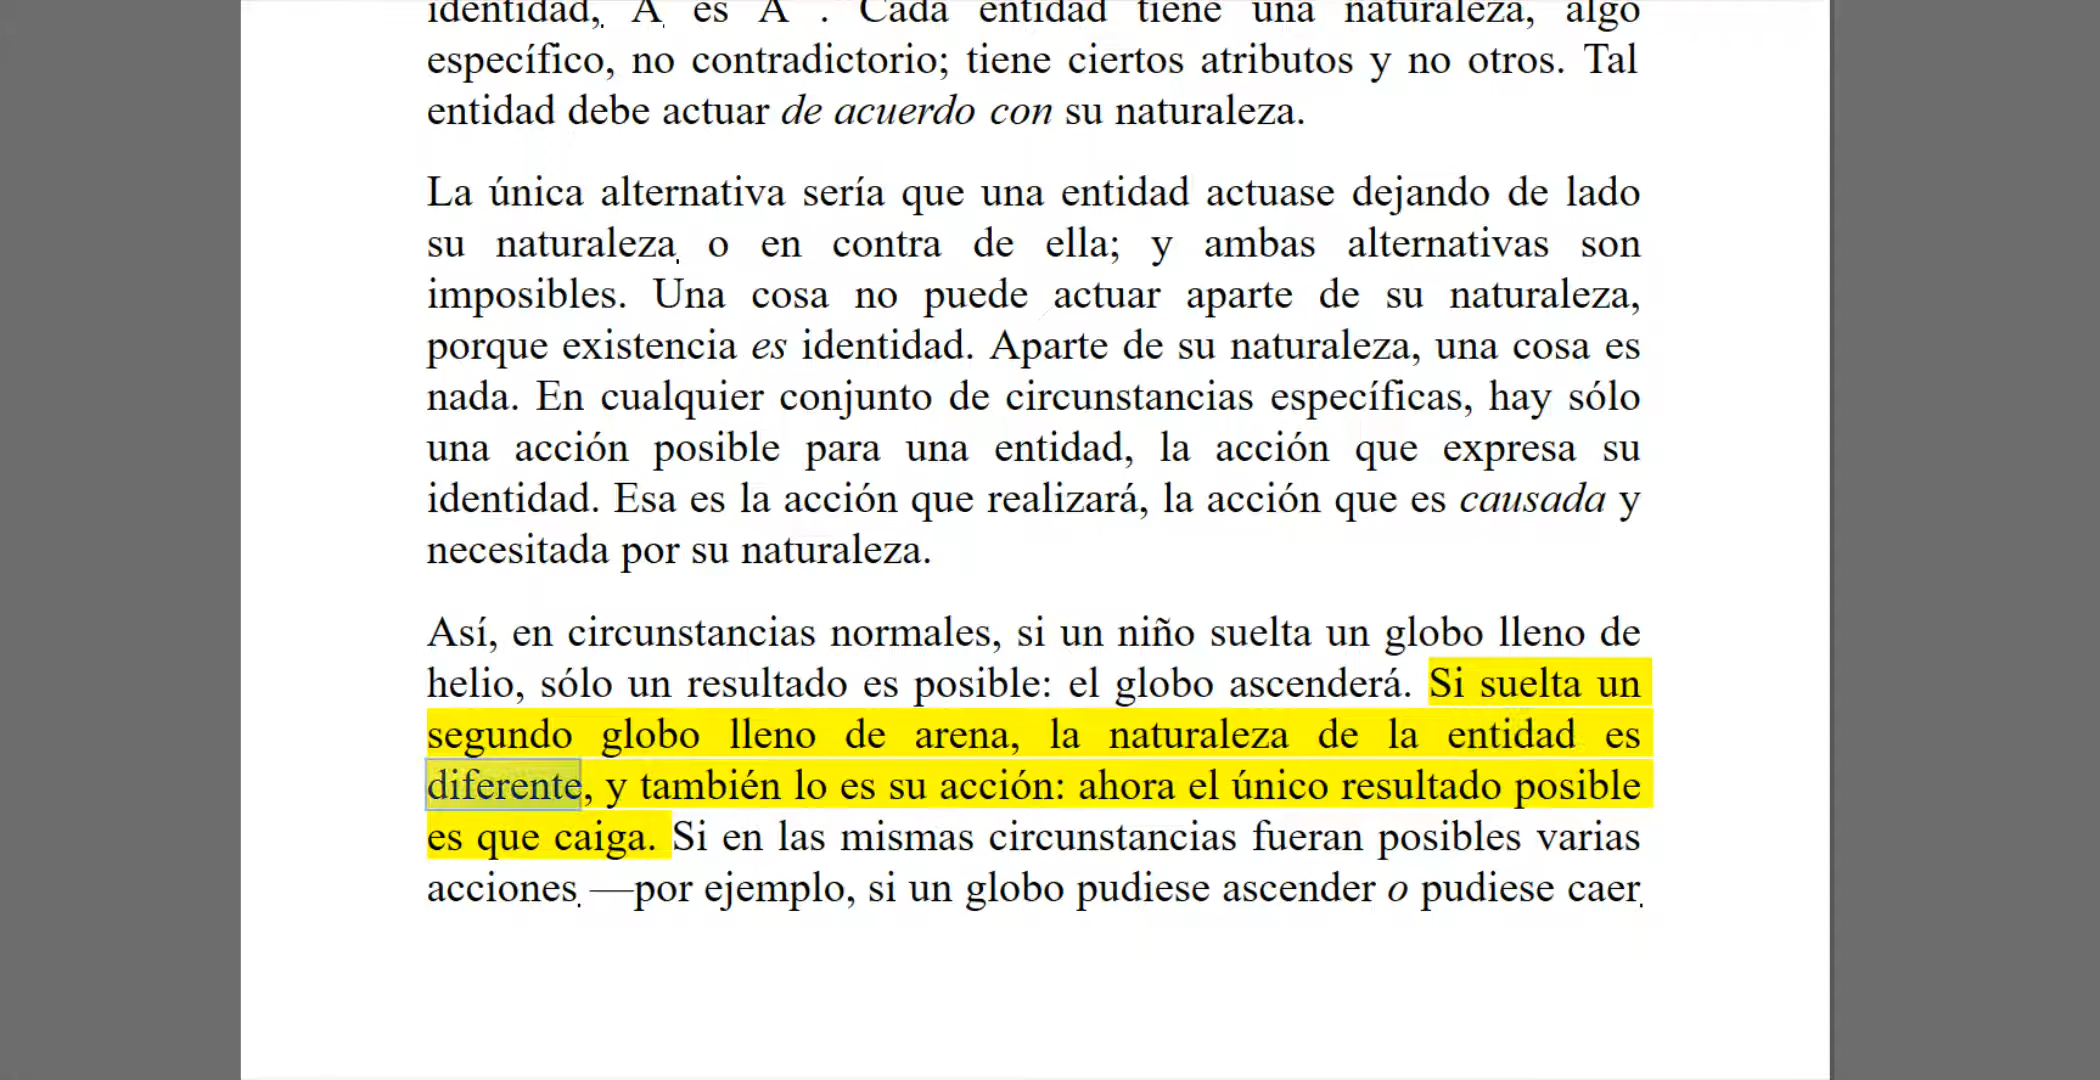 identidad, A es A . Cada entidad tiene una naturaleza, algo
específico, no contradictorio; tiene ciertos atributos y no otros. Tal
entidad debe actuar de acuerdo con su naturaleza.
La única alternativa sería que una entidad actuase dejando de lado
su naturaleza o en contra de ella; y ambas alternativas son
imposibles. Una cosa no puede actuar aparte de su naturaleza,
porque existencia es identidad. Aparte de su naturaleza, una cosa es
nada. En cualquier conjunto de circunstancias específicas, hay sólo
una acción posible para una entidad, la acción que expresa su
identidad. Esa es la acción que realizará, la acción que es causada y
necesitada por su naturaleza.
Así, en circunstancias normales, si un niño suelta un globo lleno de
helio, sólo un resultado es posible: el globo ascenderá. Si suelta un
segundo globo lleno de arena, la naturaleza de la entidad es
diferente, y también lo es su acción: ahora el único resultado posible
es que caiga. Si en las mismas circunstancias fueran posibles varias
acciones —por ejemplo, si un globo pudiese ascender o pudiese caer